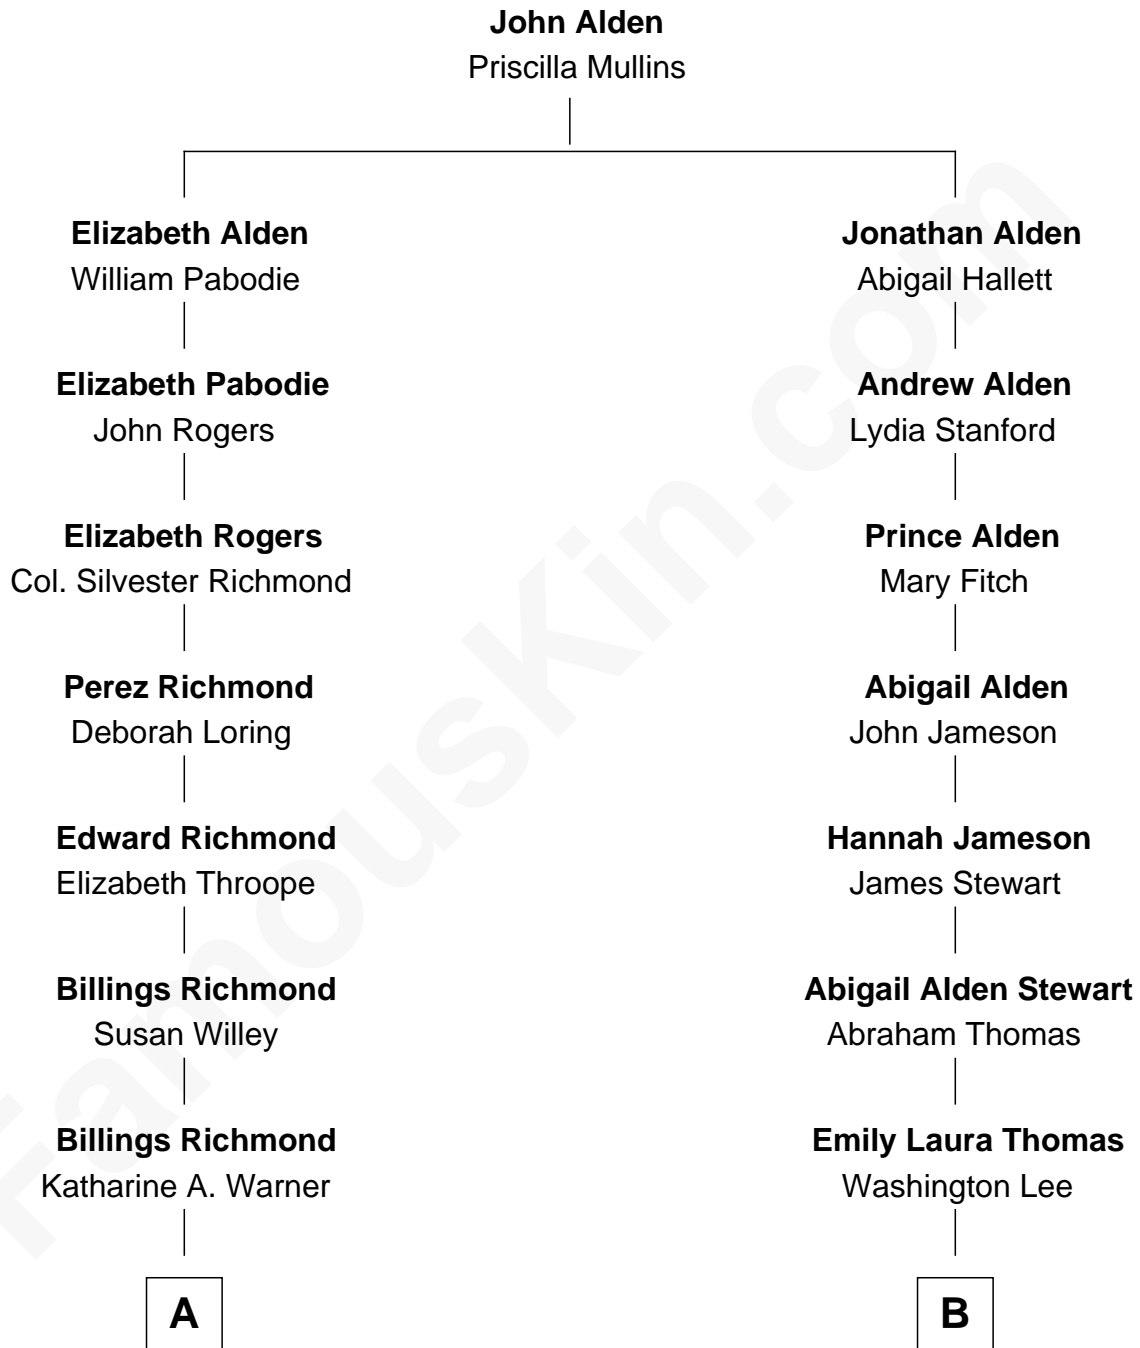 John Alden
Priscilla Mullins
Elizabeth Alden
William Pabodie
Jonathan Alden
Abigail Hallett
Elizabeth Pabodie
John Rogers
Andrew Alden
Lydia Stanford
Elizabeth Rogers
Col. Silvester Richmond
Prince Alden
Mary Fitch
Perez Richmond
Deborah Loring
Abigail Alden
John Jameson
Edward Richmond
Elizabeth Throope
Hannah Jameson
James Stewart
Billings Richmond
Susan Willey
Abigail Alden Stewart
Abraham Thomas
Billings Richmond
Katharine A. Warner
Emily Laura Thomas
Washington Lee
A
B
FamousKin.com